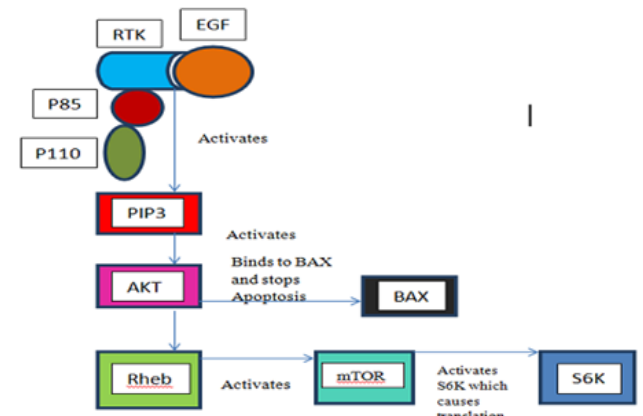 RTK
EGF
P85
P110
Activates
PIP3
Activates
Binds to BAX
and stops
Apoptosis
AKT
BAX
Rheb
Activates
mTOR
Activates
S6K which
causes
translation
S6K